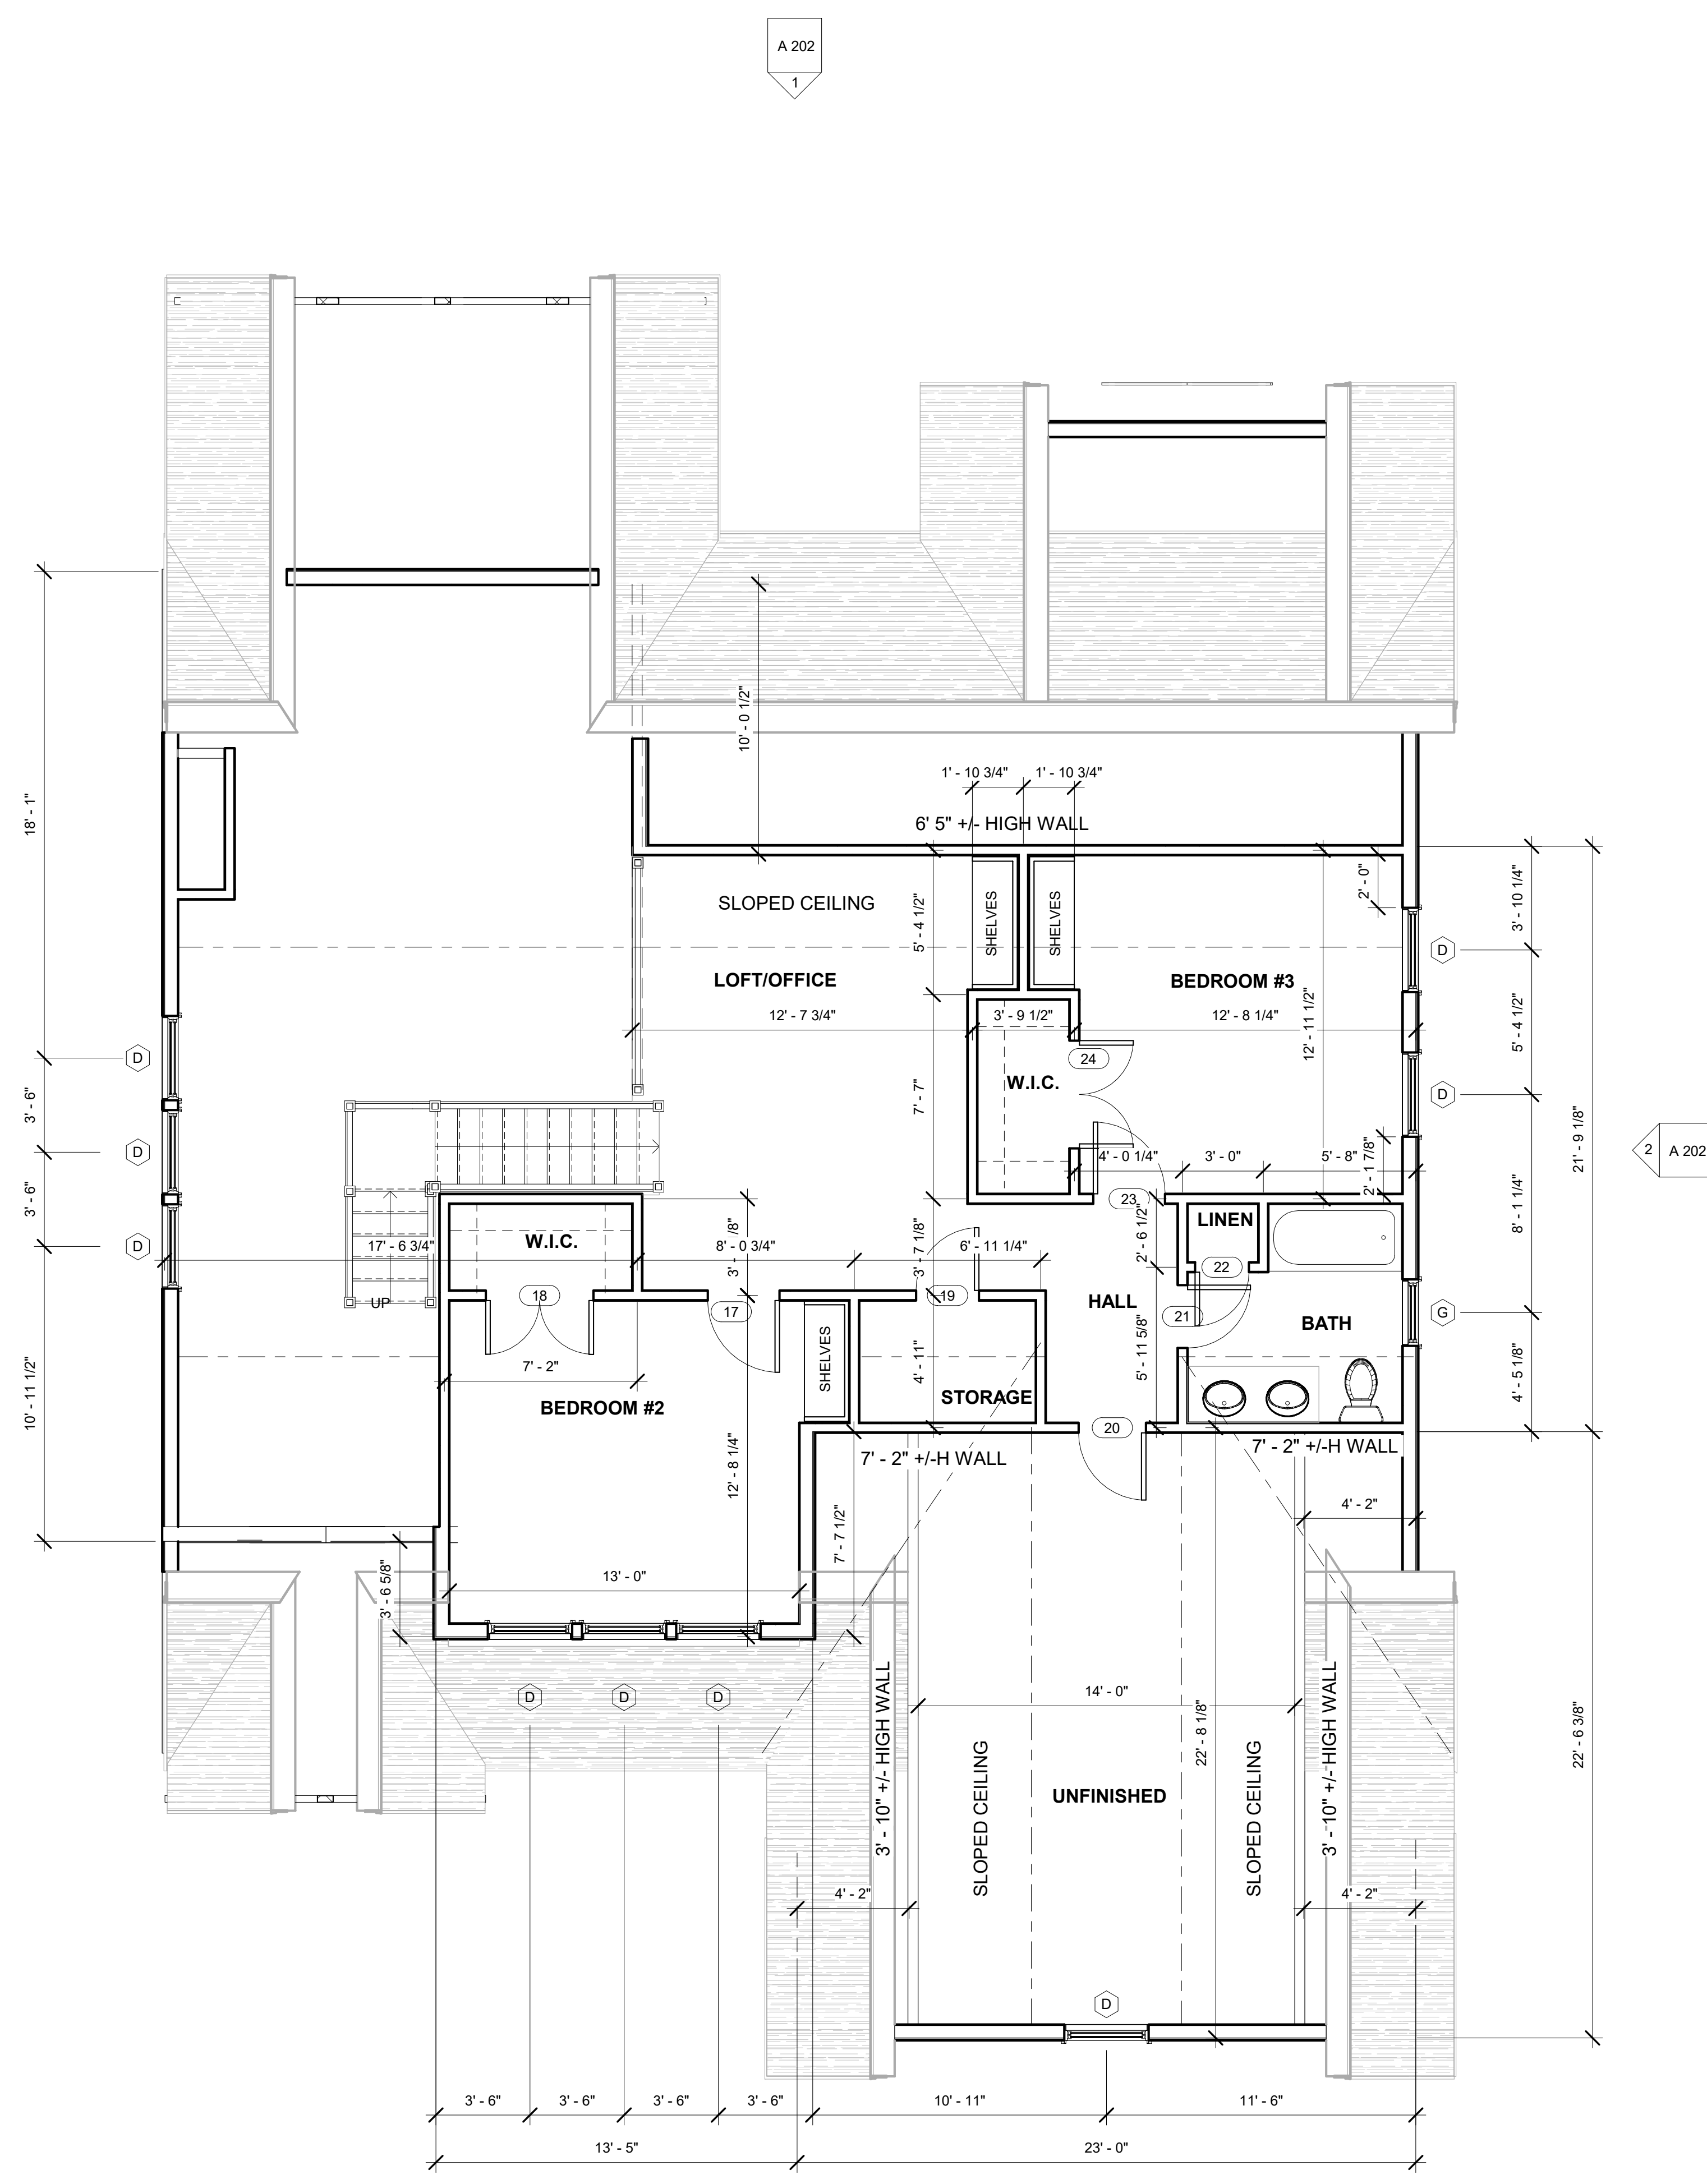 A 202
1
10' - 0 1/2"
18' - 1"
1' - 10 3/4"
1' - 10 3/4"
6' 5" +/- HIGH WALL
2' - 0"
3' - 10 1/4"
SLOPED CEILING
5' - 4 1/2"
SHELVES
SHELVES
D
LOFT/OFFICE
BEDROOM #3
12' - 7 3/4"
3' - 9 1/2"
12' - 8 1/4"
12' - 11 1/2"
5' - 4 1/2"
D
24
W.I.C.
7' - 7"
D
3' - 6"
D
21' - 9 1/8"
2
A 202
4' - 0 1/4"
3' - 0"
5' - 8"
2' - 1 7/8"
3' - 6"
23
8' - 1 1/4"
LINEN
W.I.C.
D
17' - 6 3/4"
8' - 0 3/4"
3' - 7 1/8"
6' - 11 1/4"
2' - 6 1/2"
22
UP
18
17
19
HALL
21
BATH
G
SHELVES
7' - 2"
4' - 11"
5' - 11 5/8"
4' - 5 1/8"
10' - 11 1/2"
STORAGE
BEDROOM #2
20
7' - 2" +/-H WALL
7' - 2" +/-H WALL
12' - 8 1/4"
4' - 2"
7' - 7 1/2"
3' - 6 5/8"
13' - 0"
D
D
D
14' - 0"
3' - 10" +/- HIGH WALL
3' - 10" +/- HIGH WALL
22' - 8 1/8"
22' - 6 3/8"
SLOPED CEILING
UNFINISHED
SLOPED CEILING
4' - 2"
4' - 2"
D
3' - 6"
3' - 6"
3' - 6"
3' - 6"
10' - 11"
11' - 6"
13' - 5"
23' - 0"